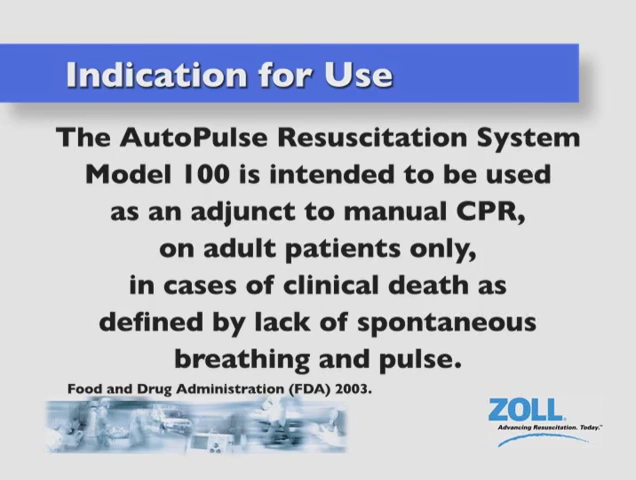 Indication for Use
The AutoPulse Resuscitation System
Model 100 is intended to be used
as an adjunct to manual CPR,
on adult patients only,
in cases of clinical death as
defined by lack of spontaneous
breathing and pulse.
Food and Drug Administration (FDA) 2003.
ZOLL
Advancing Resuscitation. Today.™